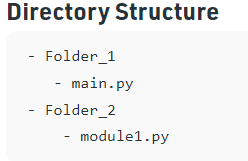 Directory Structure
- Folder_1
- main.py
- Folder_2
- module1.py